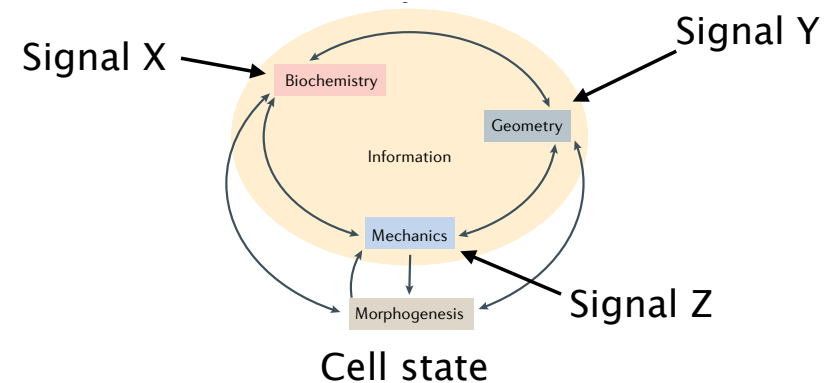 Signal Y
Signal X
Biochemistry
Geometry
Information
Mechanics
Signal Z
Morphogenesis
Cell state